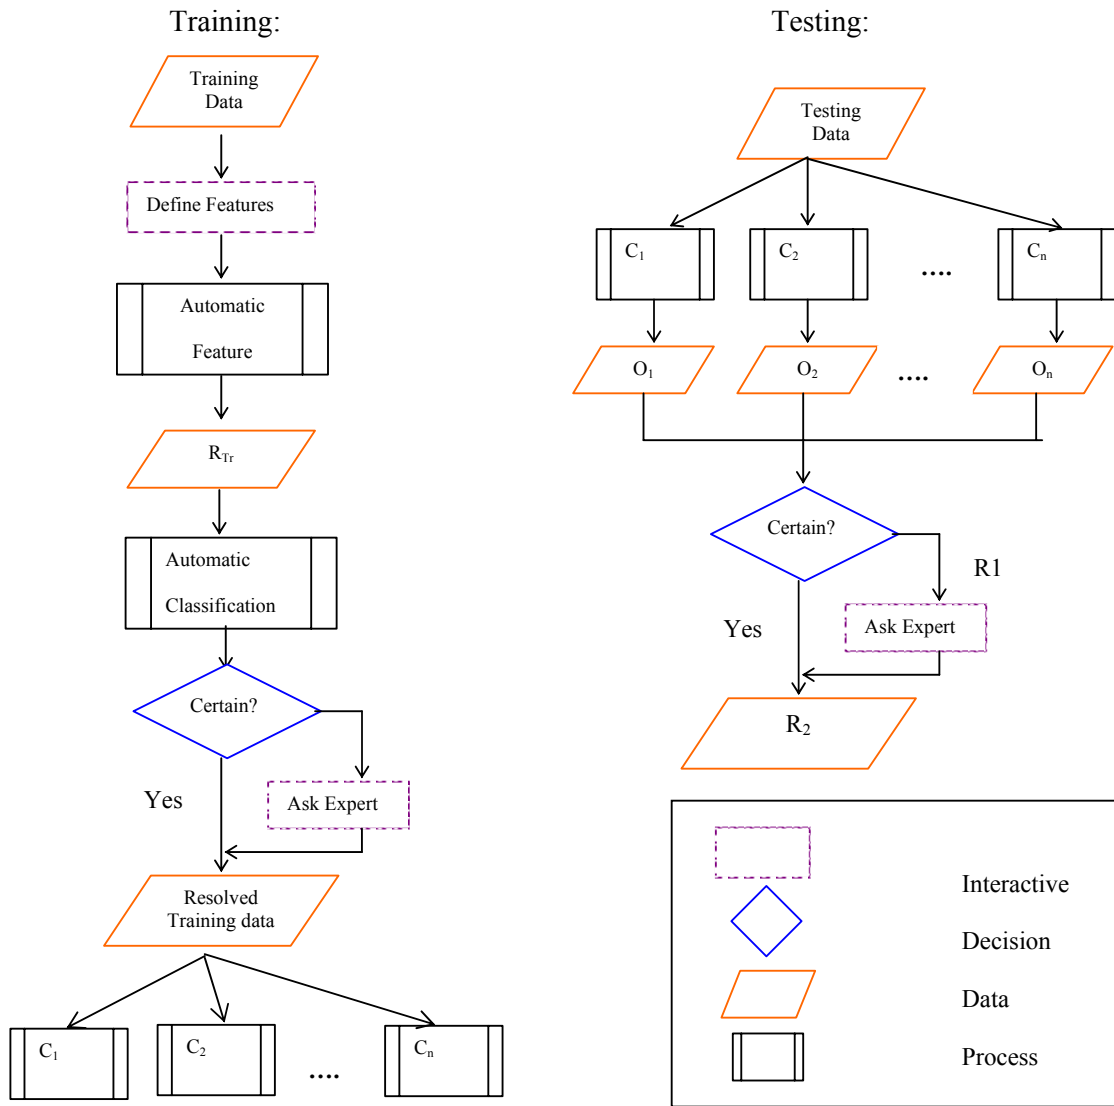 Training:
Training
Data
Define Features
Automatic
Feature
R_Tr
Automatic
Classification
Certain?
Yes
Ask Expert
Resolved
Training data
C₁
C₂
....
Cₙ
Testing:
Testing
Data
C₁
C₂
....
Cₙ
O₁
O₂
....
Oₙ
Certain?
R1
Yes
Ask Expert
R₂
Interactive
Decision
Data
Process